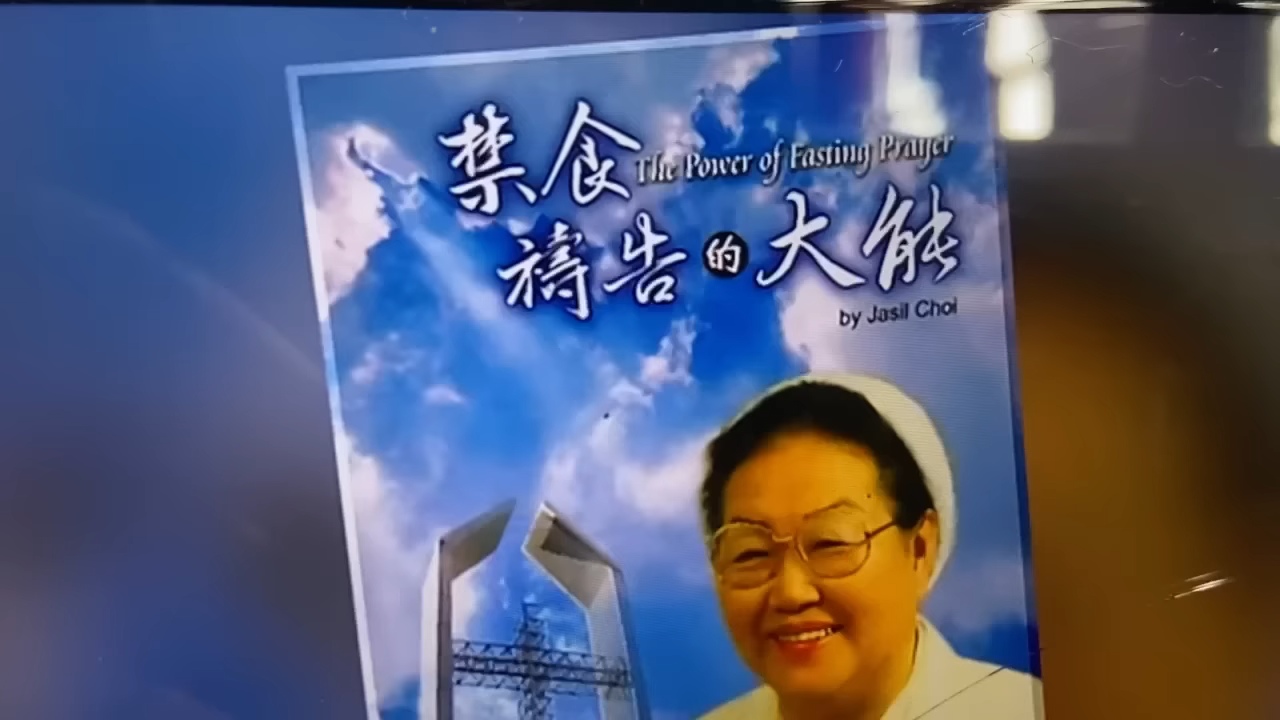 禁食 The Power of Fasting Prayer
禱告的大能
by Jasil Choi